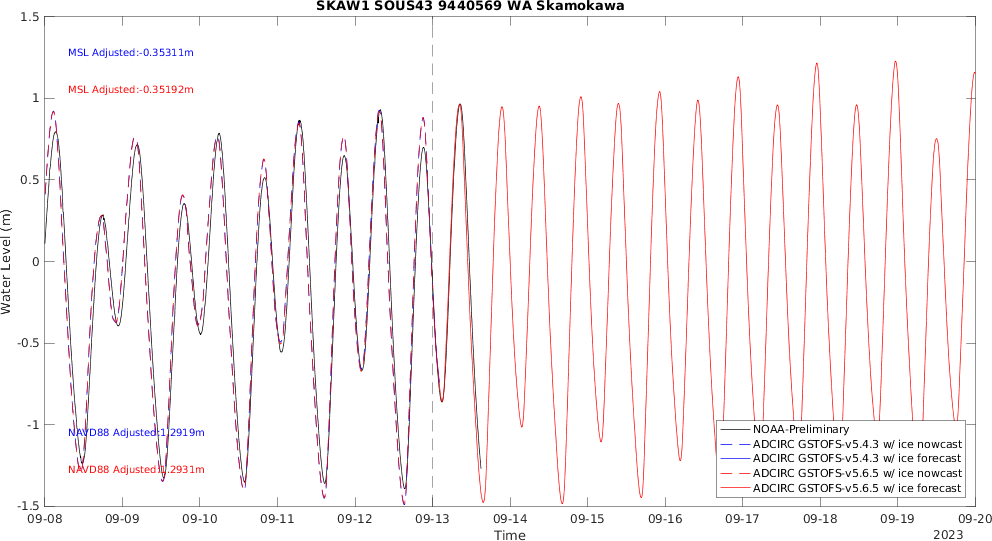 SKAW1 SOUS43 9440569 WA Skamokawa
1.5
MSL Adjusted:-0.35311m
MSL Adjusted:-0.35192m
1
0.5
0
-0.5
-1
-1.5
Water Level (m)
NAVD88 Adjusted:1.2919m
NAVD88 Adjusted:1.2931m
NOAA-Preliminary
ADCIRC GSTOFS-v5.4.3 w/ ice nowcast
ADCIRC GSTOFS-v5.4.3 w/ ice forecast
ADCIRC GSTOFS-v5.6.5 w/ ice nowcast
ADCIRC GSTOFS-v5.6.5 w/ ice forecast
09-08 09-09 09-10 09-11 09-12 09-13 09-14 09-15 09-16 09-17 09-18 09-19 09-20
Time
2023